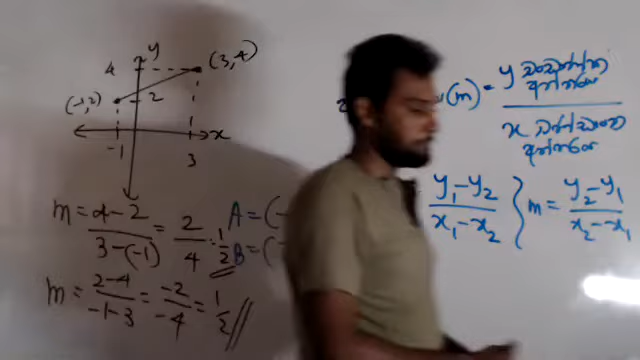 y
4
(3,4)
(-1,2)
2
x
-1
3
m = 4-2 / 3-(-1) = 2/4 = 1/2
m = 2-4 / -1-3 = -2/-4 = 1/2
A = (-
B = (-
(m) = y
x
y₁-y₂ / x₁-x₂ } m = y₂-y₁ / x₂-x₁